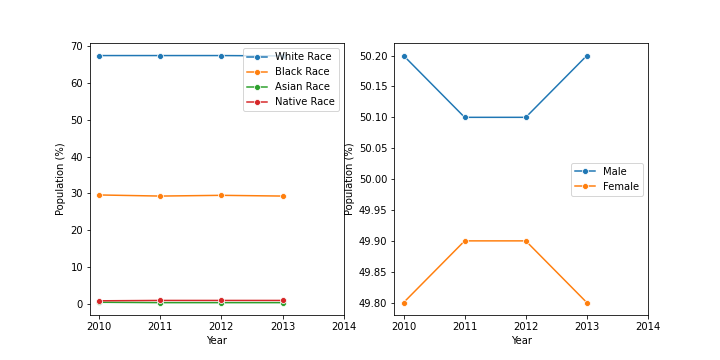 70
60
50
40
30
20
10
0
Population (%)
2010 2011 2012 2013 2014
Year
White Race
Black Race
Asian Race
Native Race
50.20
50.15
50.10
50.05
50.00
49.95
49.90
49.85
49.80
Population (%)
2010 2011 2012 2013 2014
Year
Male
Female